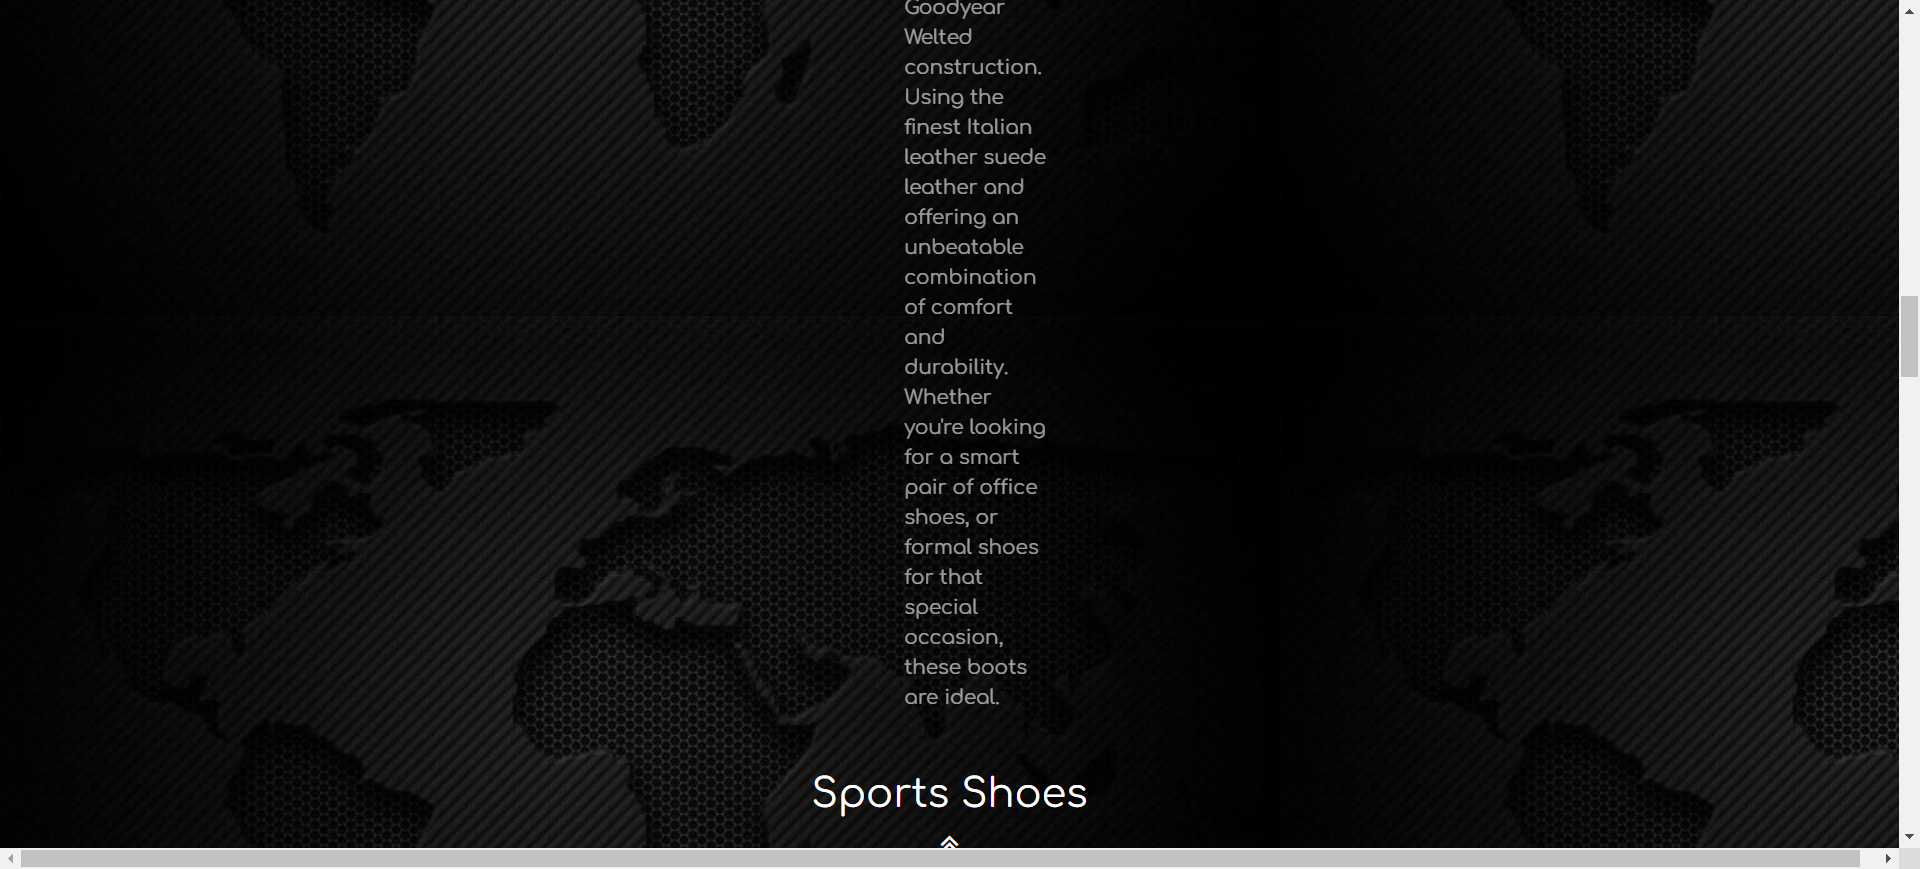 Goodyear
Welted
construction.
Using the
finest Italian
leather suede
leather and
offering an
unbeatable
combination
of comfort
and
durability.
Whether
you're looking
for a smart
pair of office
shoes, or
formal shoes
for that
special
occasion,
these boots
are ideal.
Sports Shoes